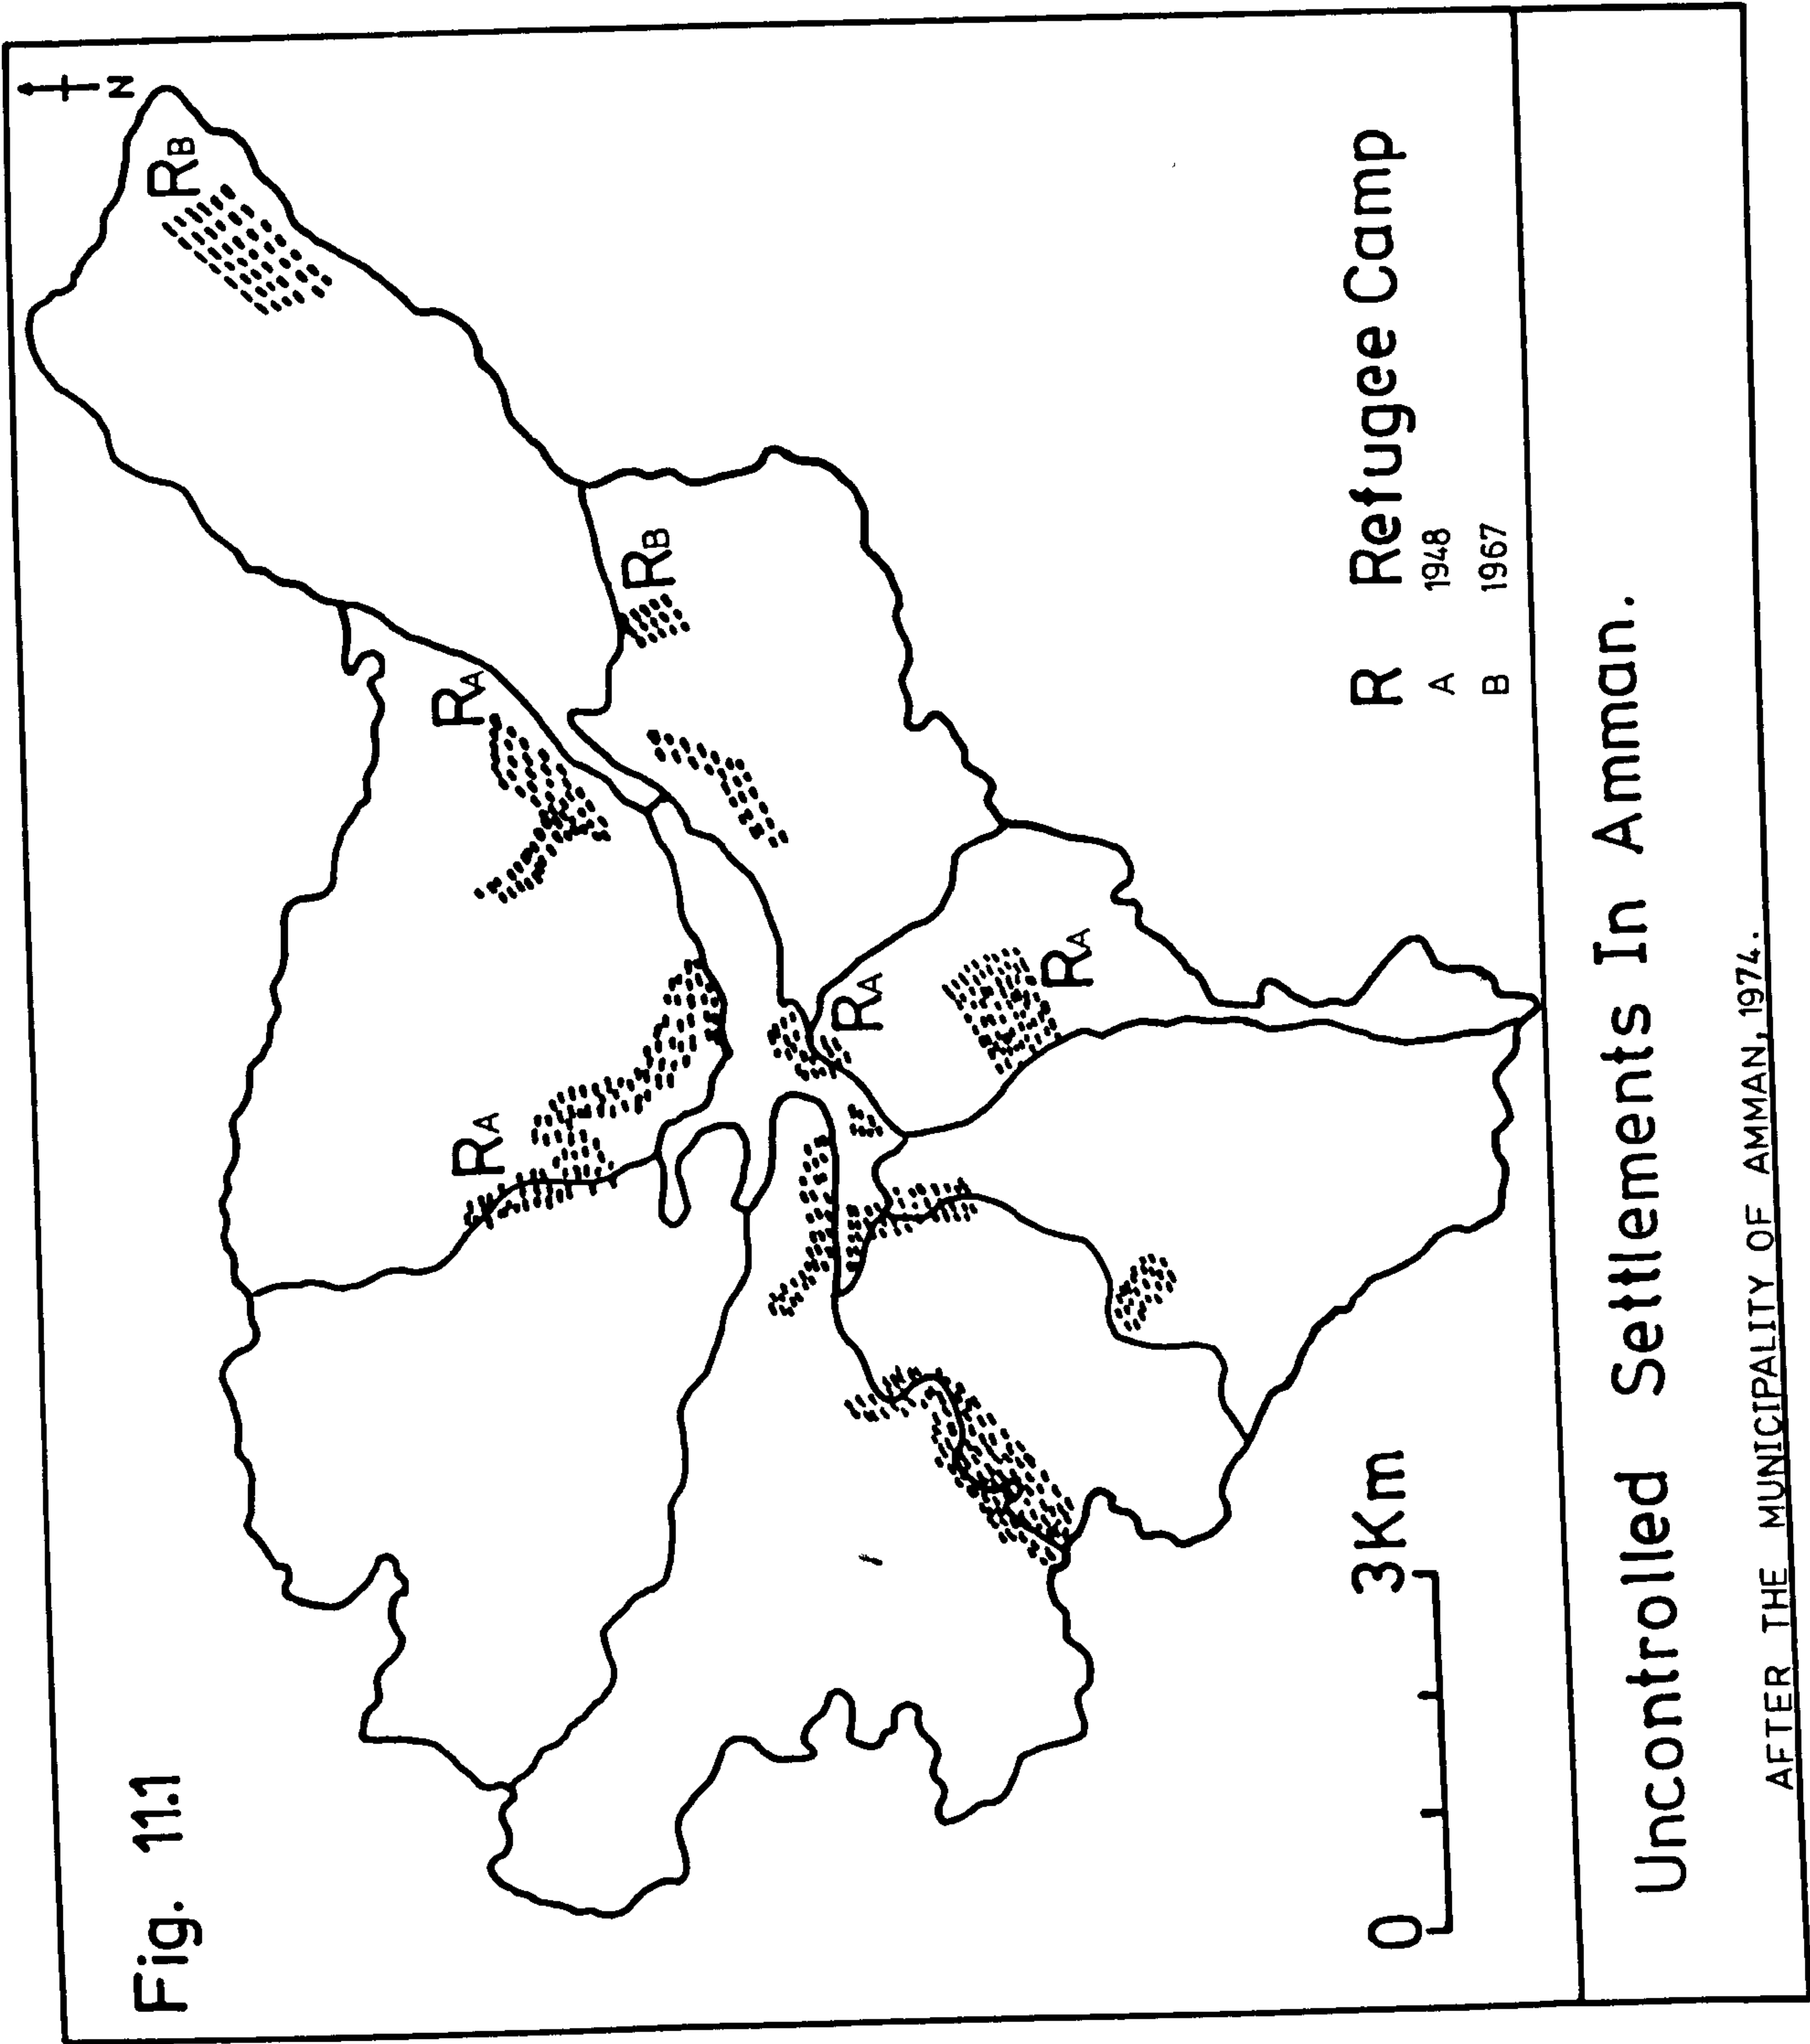 Fig. 11.1
N
RB
RB
RA
RA
RA
RA
0 3Km
R Refugee Camp
A 1948
B 1967
Uncontrolled Settlements In Amman.
AFTER THE MUNICIPALITY OF AMMAN, 1974.